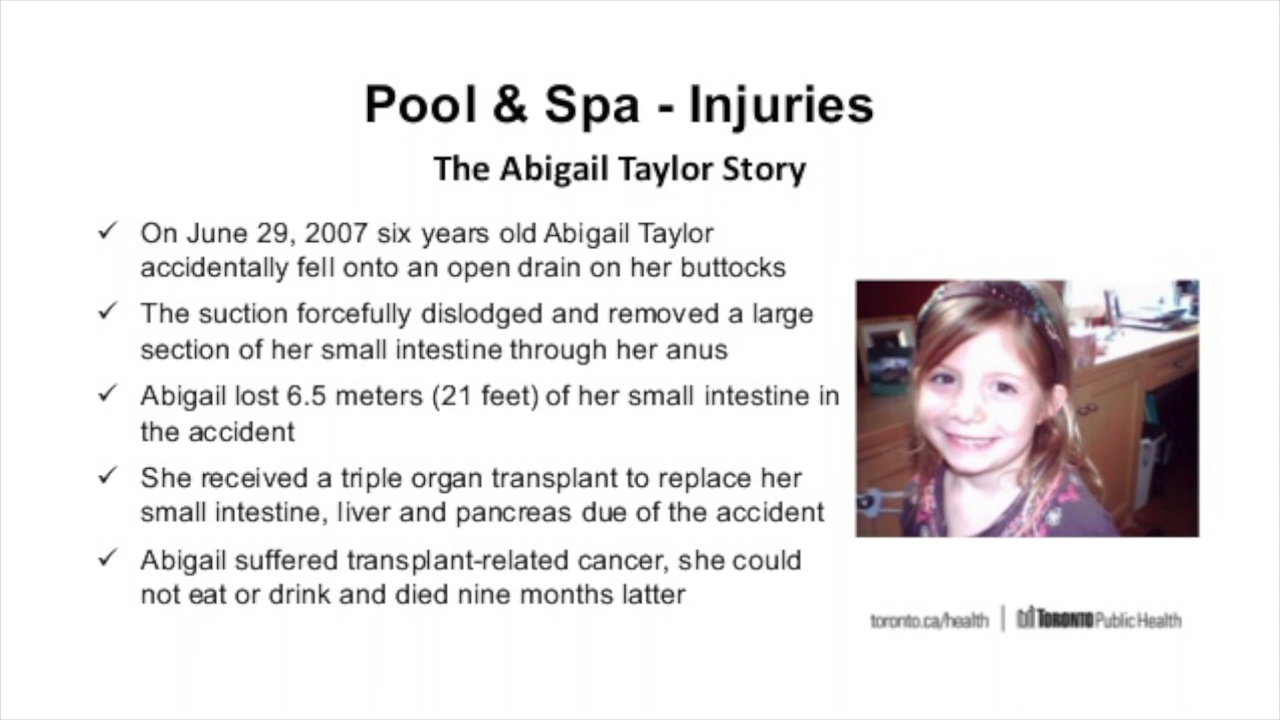 Pool & Spa - Injuries
The Abigail Taylor Story
✓ On June 29, 2007 six years old Abigail Taylor
accidentally fell onto an open drain on her buttocks
✓ The suction forcefully dislodged and removed a large
section of her small intestine through her anus
✓ Abigail lost 6.5 meters (21 feet) of her small intestine in
the accident
✓ She received a triple organ transplant to replace her
small intestine, liver and pancreas due of the accident
✓ Abigail suffered transplant-related cancer, she could
not eat or drink and died nine months latter
toronto.ca/health | TORONTO Public Health